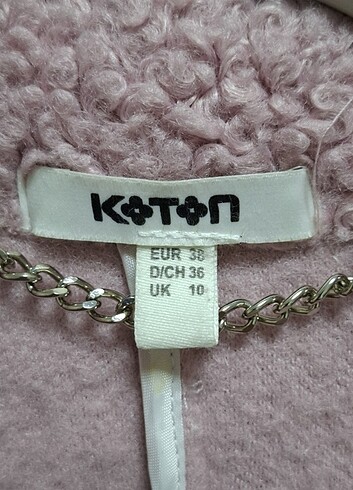 KOTON
EUR 38
D/CH 36
UK 10